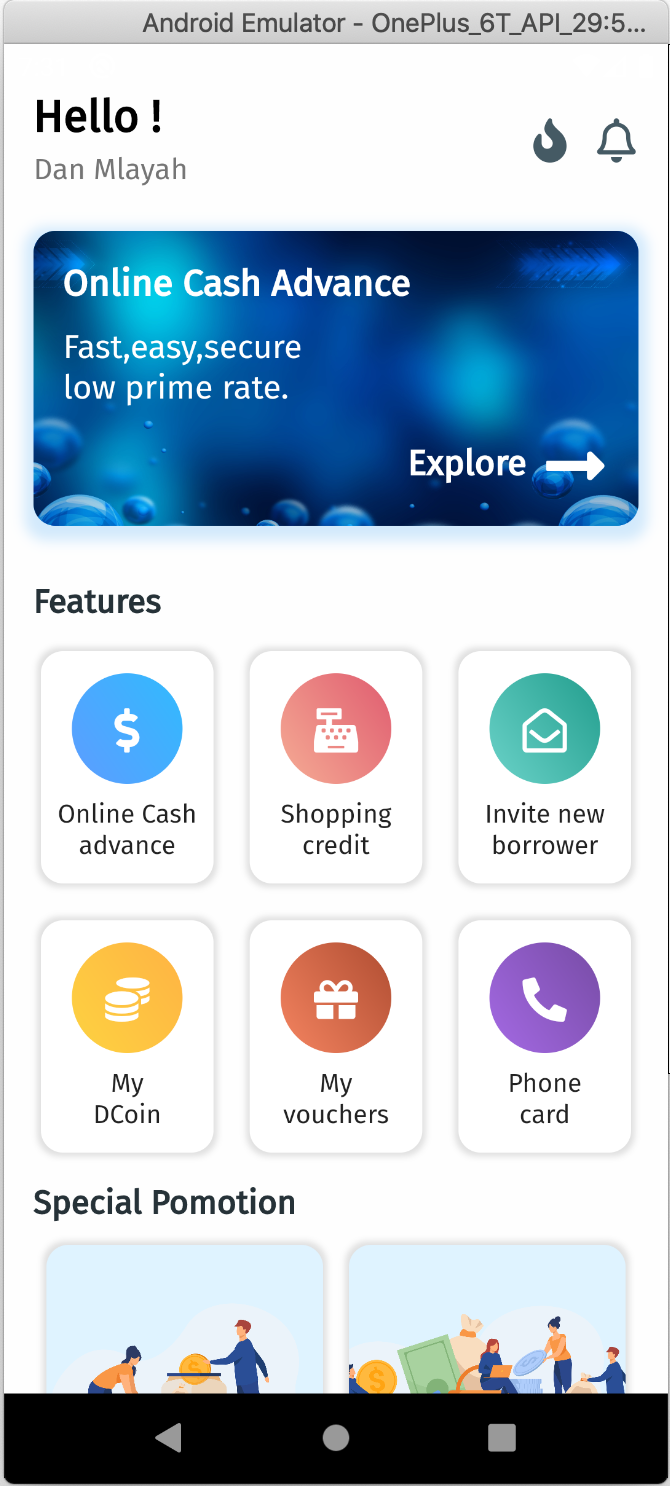 Android Emulator - OnePlus_6T_API_29:5...
Hello !
Dan Mlayah
Online Cash Advance
Fast,easy,secure
low prime rate.
Explore
Features
Online Cash
advance
Shopping
credit
Invite new
borrower
My
DCoin
My
vouchers
Phone
card
Special Pomotion